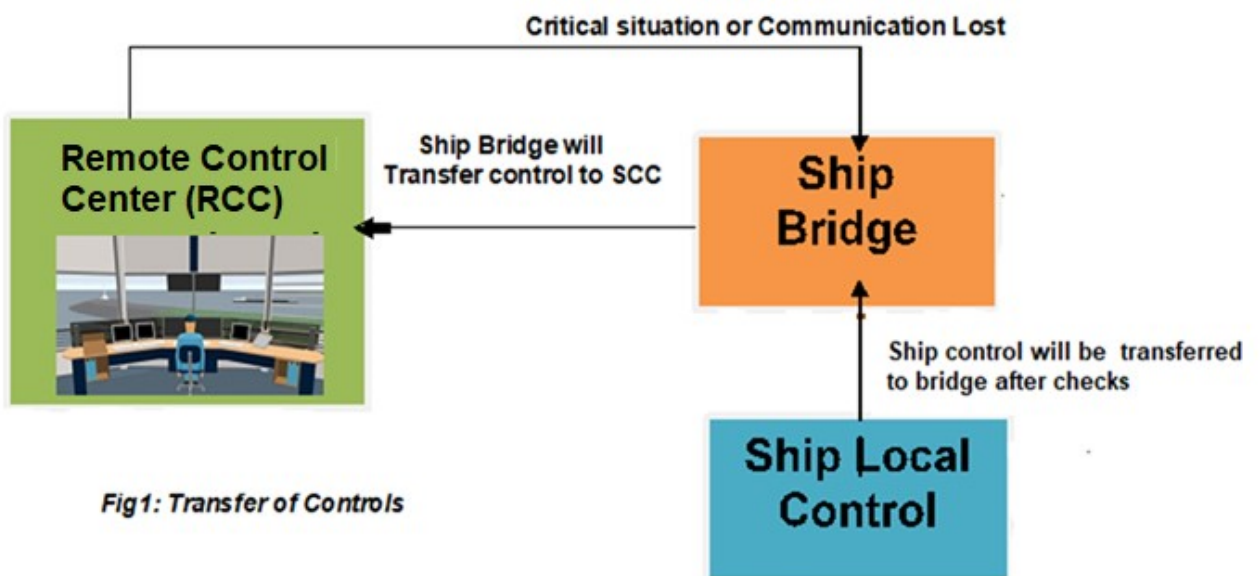 Critical situation or Communication Lost
Remote Control
Center (RCC)
Ship Bridge will
Transfer control to SCC
Ship
Bridge
Ship control will be transferred
to bridge after checks
Ship Local
Control
Fig1: Transfer of Controls